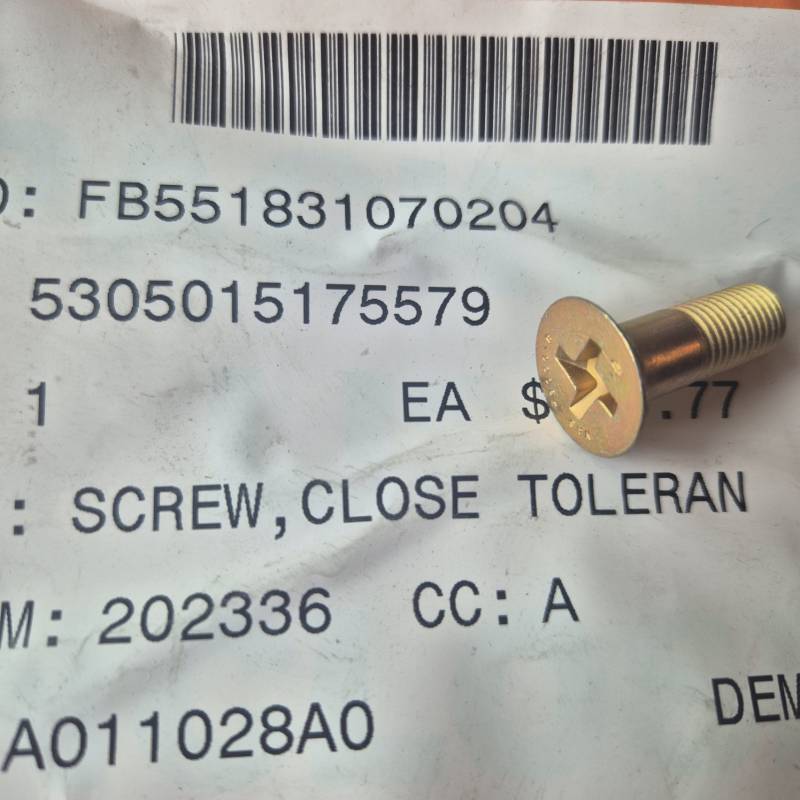 D: FB551831070204
5305015175579
1 EA $ .77
: SCREW,CLOSE TOLERAN
M: 202336 CC: A
A011028A0
DEM